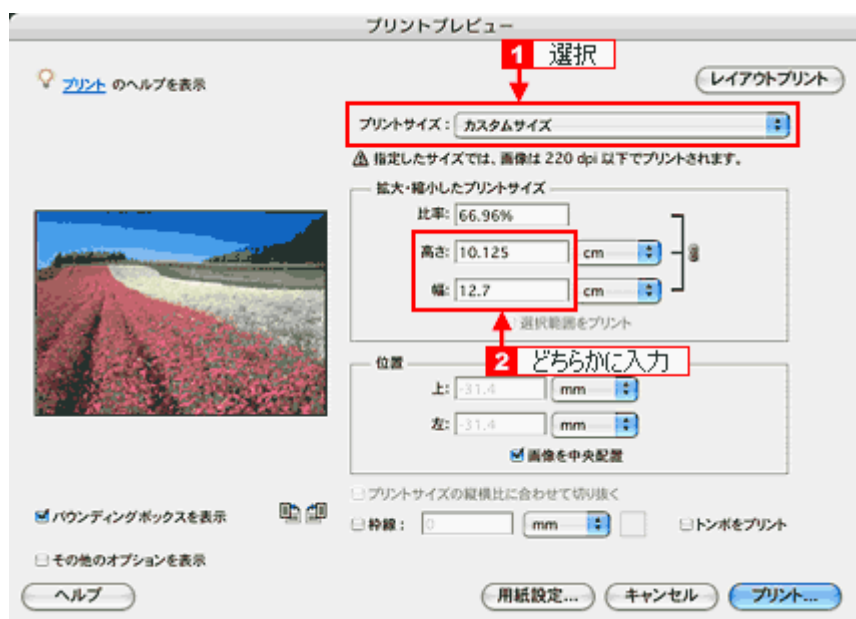 プリントプレビュー
1 選択
プリント のヘルプを表示
レイアウトプリント
プリントサイズ: カスタムサイズ
指定したサイズでは、画像は 220 dpi 以下でプリントされます。
拡大・縮小したプリントサイズ
比率: 66.96%
高さ: 10.125 cm
幅: 12.7 cm
選択範囲をプリント
2 どちらかに入力
位置
上: -31.4 mm
左: -31.4 mm
画像を中央配置
プリントサイズの縦横比に合わせて切り抜く
バウンディングボックスを表示
枠線: 0 mm
トンボをプリント
その他のオプションを表示
ヘルプ
用紙設定...
キャンセル
プリント...